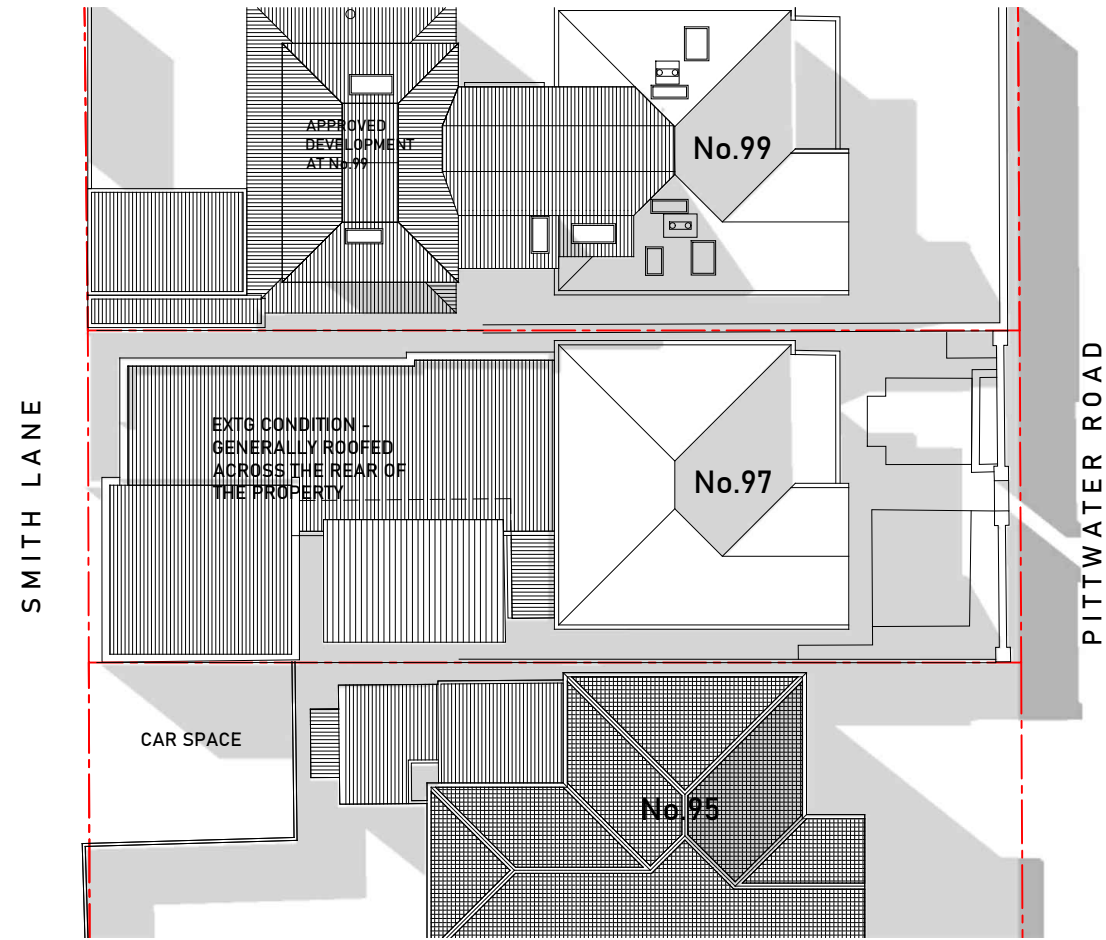 APPROVED
DEVELOPMENT
AT No.99
No.99
SMITH LANE
EXTG CONDITION -
GENERALLY ROOFED
ACROSS THE REAR OF
THE PROPERTY
No.97
PITTWATER ROAD
CAR SPACE
No.95